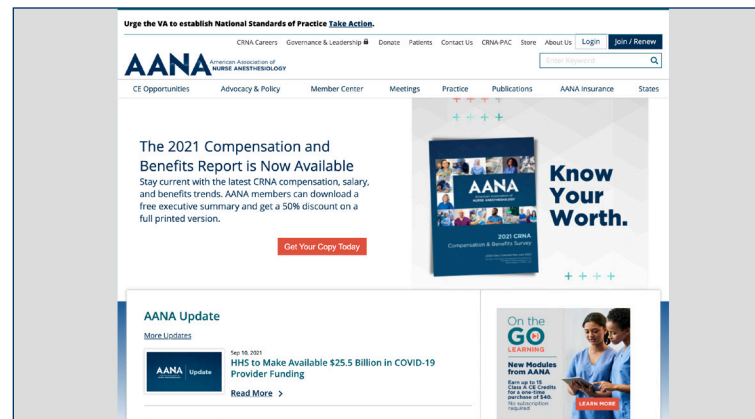 Urge the VA to establish National Standards of Practice Take Action.
CRNA Careers Governance & Leadership Donate Patients Contact Us CRNA-PAC Store About Us Login Join / Renew
AANA American Association of
NURSE ANESTHESIOLOGY
Enter Keyword
CE Opportunities Advocacy & Policy Member Center Meetings Practice Publications AANA Insurance States
The 2021 Compensation and
Benefits Report is Now Available
Stay current with the latest CRNA compensation, salary,
and benefits trends. AANA members can download a
free executive summary and get a 50% discount on a
full printed version.
Get Your Copy Today
AANA
NURSE ANESTHESIOLOGY
2021 CRNA
Compensation & Benefits Survey
Know
Your
Worth.
AANA Update
More Updates
AANA Update
Sep 10, 2021
HHS to Make Available $25.5 Billion in COVID-19
Provider Funding
Read More >
On the
GO
LEARNING
New Modules
from AANA
Earn up to 15
Class A CE Credits
for a one-time
purchase of $40.
No subscription
required
LEARN MORE